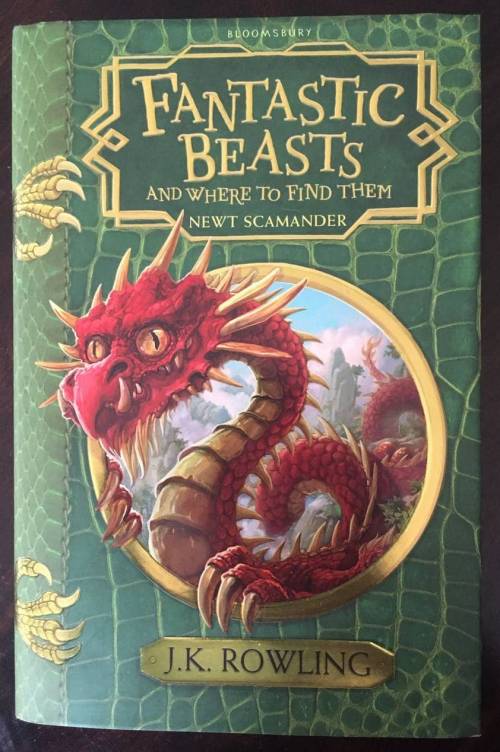 BLOOMSBURY
FANTASTIC
BEASTS
AND WHERE TO FIND THEM
NEWT SCAMANDER
J.K. ROWLING